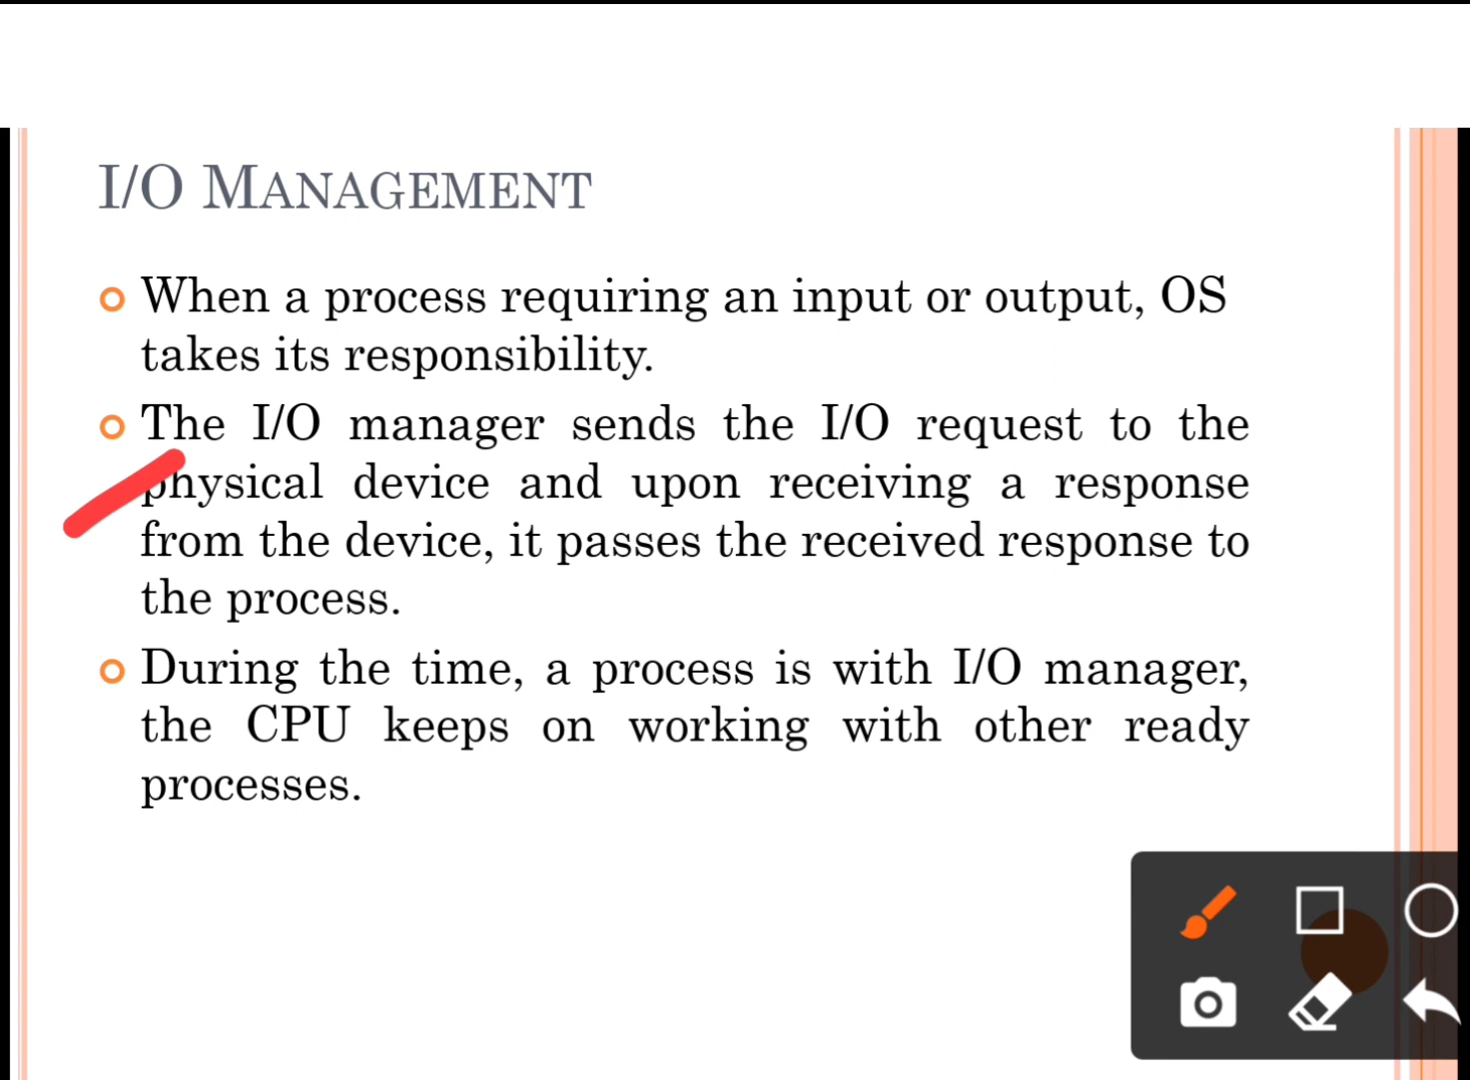 I/O MANAGEMENT
When a process requiring an input or output, OS
takes its responsibility.
The I/O manager sends the I/O request to the
physical device and upon receiving a response
from the device, it passes the received response to
the process.
During the time, a process is with I/O manager,
the CPU keeps on working with other ready
processes.